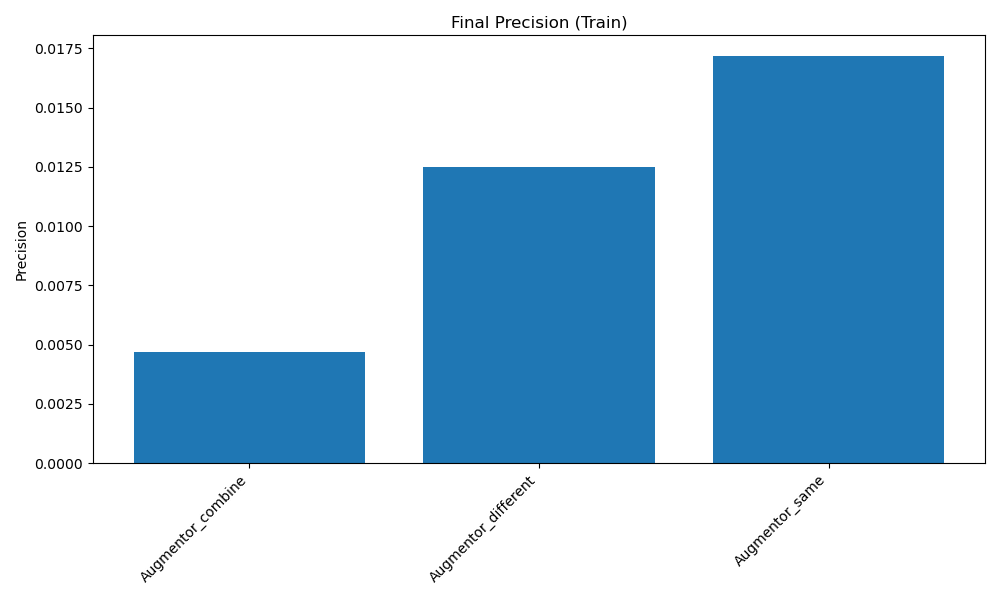 Final Precision (Train)
Precision
0.0175
0.0150
0.0125
0.0100
0.0075
0.0050
0.0025
0.0000
Augmentor_combine
Augmentor_different
Augmentor_same